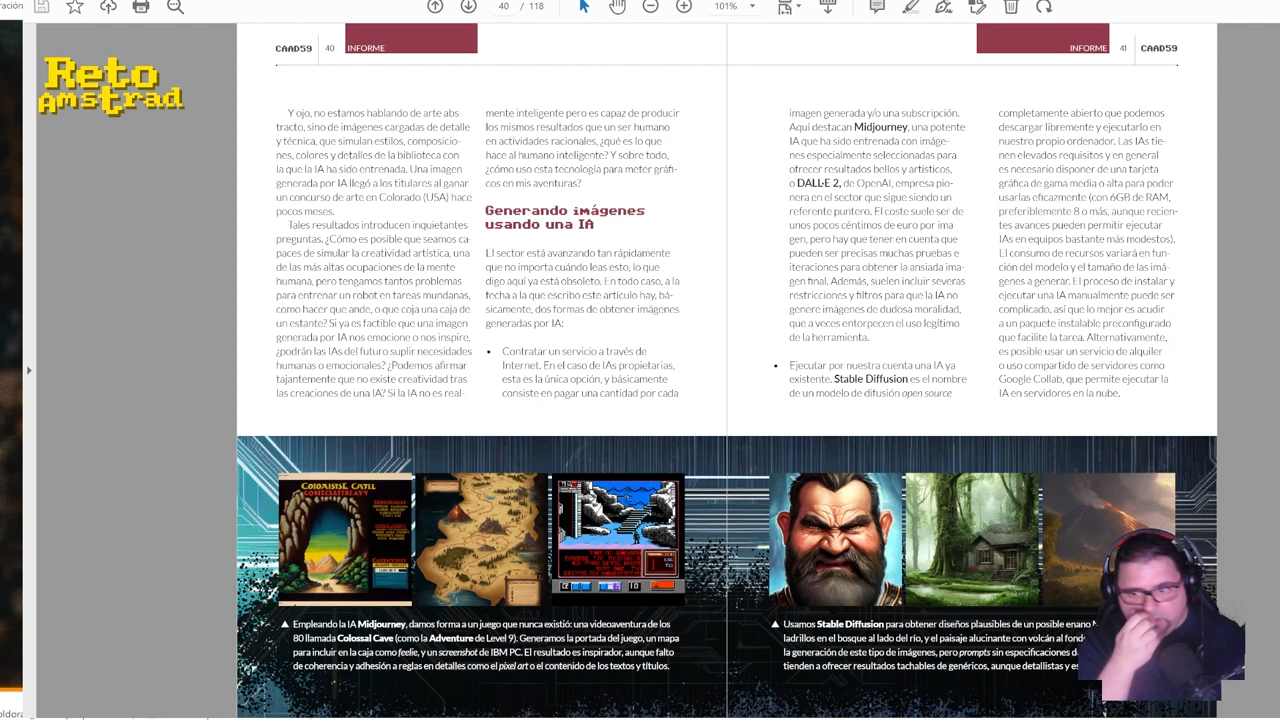 40 / 118
101%
Reto
Amstrad
CAAD59
40
INFORME
INFORME
41
CAAD59
Y ojo, no estamos hablando de arte abs-
tracto, sino de imágenes cargadas de detalle
y técnica, que simulan estilos, composicio-
nes, colores y detalles de la biblioteca con
la que la IA ha sido entrenada. Una imagen
generada por IA llegó a los titulares al ganar
un concurso de arte en Colorado (USA) hace
pocos meses.
Tales resultados introducen inquietantes
preguntas. ¿Cómo es posible que seamos ca-
paces de simular la creatividad artística, una
de las más altas ocupaciones de la mente
humana, pero tengamos tantos problemas
para entrenar un robot en tareas mundanas,
como hacer que ande, o que coja una caja de
un estante? Si ya es factible que una imagen
generada por IA nos emocione o nos inspire,
¿podrán las IAs del futuro suplir necesidades
humanas o emocionales? ¿Podemos afirmar
tajantemente que no existe creatividad tras
las creaciones de una IA? Si la IA no es real-
mente inteligente pero es capaz de producir
los mismos resultados que un ser humano
en actividades racionales, ¿qué es lo que
hace al humano inteligente? Y sobre todo,
¿cómo uso esta tecnología para meter gráfi-
cos en mis aventuras?
Generando imágenes
usando una IA
El sector está avanzando tan rápidamente
que no importa cuándo leas esto, lo que
digo aquí ya está obsoleto. En todo caso, a la
fecha a la que escribo este artículo hay, bá-
sicamente, dos formas de obtener imágenes
generadas por IA:
• Contratar un servicio a través de
Internet. En el caso de IAs propietarias,
esta es la única opción, y básicamente
consiste en pagar una cantidad por cada
imagen generada y/o una subscripción.
Aquí destacan Midjourney, una potente
IA que ha sido entrenada con imáge-
nes especialmente seleccionadas para
ofrecer resultados bellos y artísticos,
o DALL·E 2, de OpenAI, empresa pio-
nera en el sector que sigue siendo un
referente puntero. El coste suele ser de
unos pocos céntimos de euro por ima-
gen, pero hay que tener en cuenta que
pueden ser precisas muchas pruebas e
iteraciones para obtener la ansiada ima-
gen final. Además, suelen incluir severas
restricciones y filtros para que la IA no
genere imágenes de dudosa moralidad,
que a veces entorpecen el uso legítimo
de la herramienta.
• Ejecutar por nuestra cuenta una IA ya
existente. Stable Diffusion es el nombre
de un modelo de difusión open source
completamente abierto que podemos
descargar libremente y ejecutarlo en
nuestro propio ordenador. Las IAs tie-
nen elevados requisitos y en general
es necesario disponer de una tarjeta
gráfica de gama media o alta para poder
usarlas eficazmente (con 6GB de RAM,
preferiblemente 8 o más, aunque recien-
tes avances pueden permitir ejecutar
IAs en equipos bastante más modestos).
El consumo de recursos variará en fun-
ción del modelo y el tamaño de las imá-
genes a generar. El proceso de instalar y
ejecutar una IA manualmente puede ser
complicado, así que lo mejor es acudir
a un paquete instalable preconfigurado
que facilite la tarea. Alternativamente,
es posible usar un servicio de alquiler
o uso compartido de servidores como
Google Collab, que permite ejecutar la
IA en servidores en la nube.
COLOMISTSE CATLL
COSITCLFTREAVY
▲ Empleando la IA Midjourney, damos forma a un juego que nunca existió: una videoaventura de los
80 llamada Colossal Cave (como la Adventure de Level 9). Generamos la portada del juego, un mapa
para incluir en la caja como feelie, y un screenshot de IBM PC. El resultado es inspirador, aunque falto
de coherencia y adhesión a reglas en detalles como el pixel art o el contenido de los textos y títulos.
▲ Usamos Stable Diffusion para obtener diseños plausibles de un posible enano
ladrillos en el bosque al lado del río, y el paisaje alucinante con volcán al
la generación de este tipo de imágenes, pero prompts sin especificaciones
tienden a ofrecer resultados tachables de genéricos, aunque detallistas y